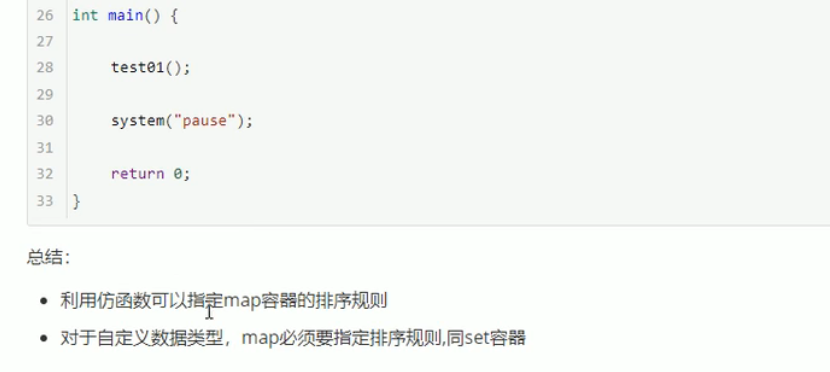 26 int main() {
27
28 test01();
29
30 system("pause");
31
32 return 0;
33 }
总结：
利用仿函数可以指定map容器的排序规则
对于自定义数据类型，map必须要指定排序规则,同set容器